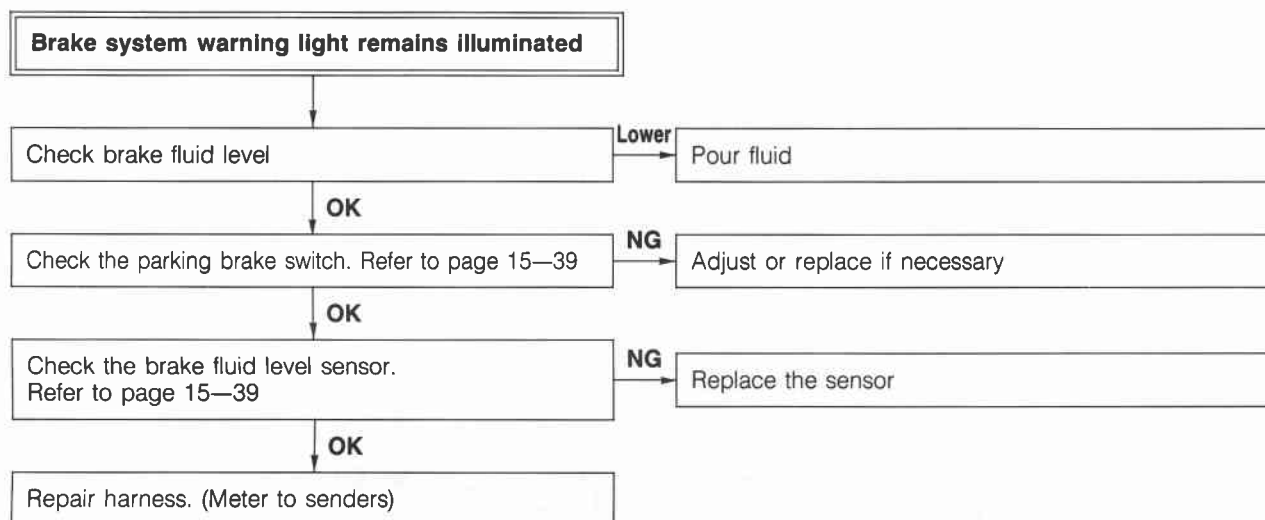 Brake system warning light remains illuminated
Check brake fluid level
Lower
Pour fluid
OK
Check the parking brake switch. Refer to page 15—39
NG
Adjust or replace if necessary
OK
Check the brake fluid level sensor.
Refer to page 15—39
NG
Replace the sensor
OK
Repair harness. (Meter to senders)